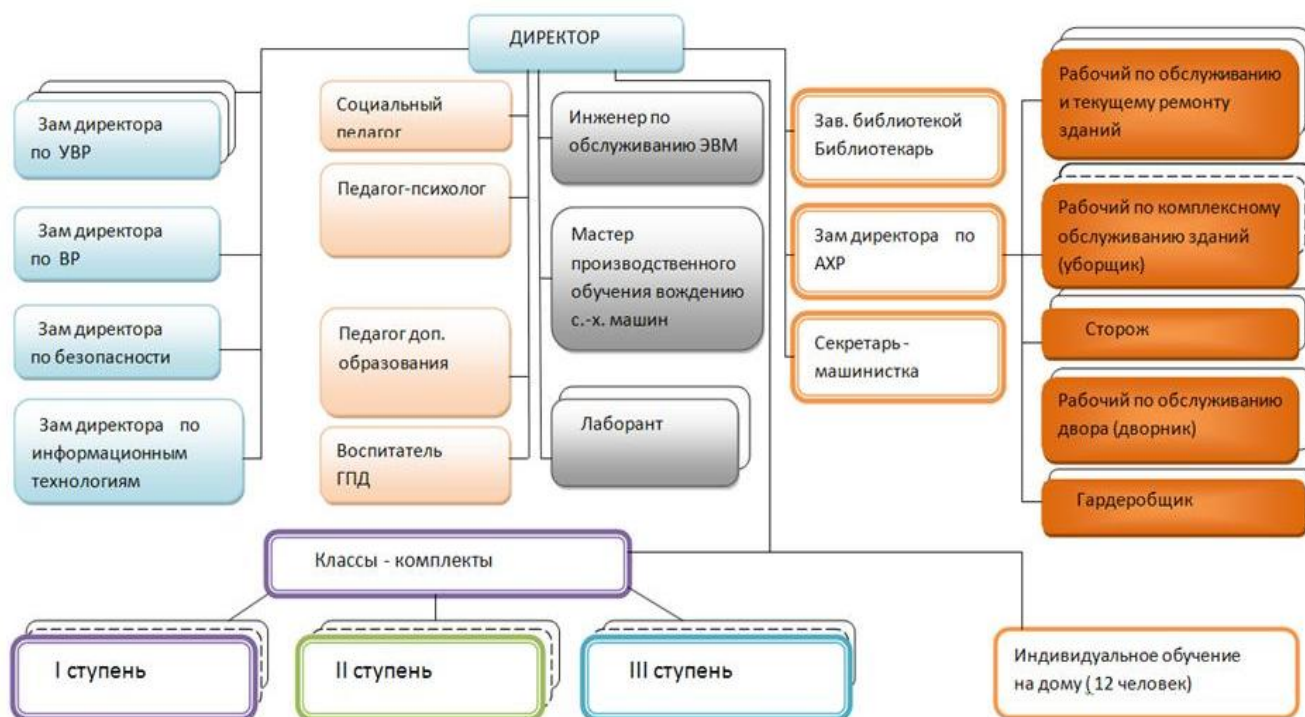 ДИРЕКТОР
Зам директора
по УВР
Зам директора
по ВР
Зам директора
по безопасности
Зам директора по
информационным
технологиям
Социальный
педагог
Педагог-психолог
Педагог доп.
образования
Воспитатель
ГПД
Инженер по
обслуживанию ЭВМ
Мастер
производственного
обучения вождению
с.-х. машин
Лаборант
Зав. библиотекой
Библиотекарь
Зам директора по
АХР
Секретарь -
машинистка
Рабочий по обслуживанию
и текущему ремонту
зданий
Рабочий по комплексному
обслуживанию зданий
(уборщик)
Сторож
Рабочий по обслуживанию
двора (дворник)
Гардеробщик
Классы - комплекты
I ступень
II ступень
III ступень
Индивидуальное обучение
на дому ( 12 человек)